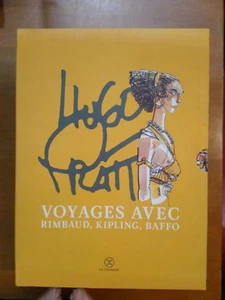 HUGO
PRATT
VOYAGES AVEC
RIMBAUD, KIPLING, BAFFO